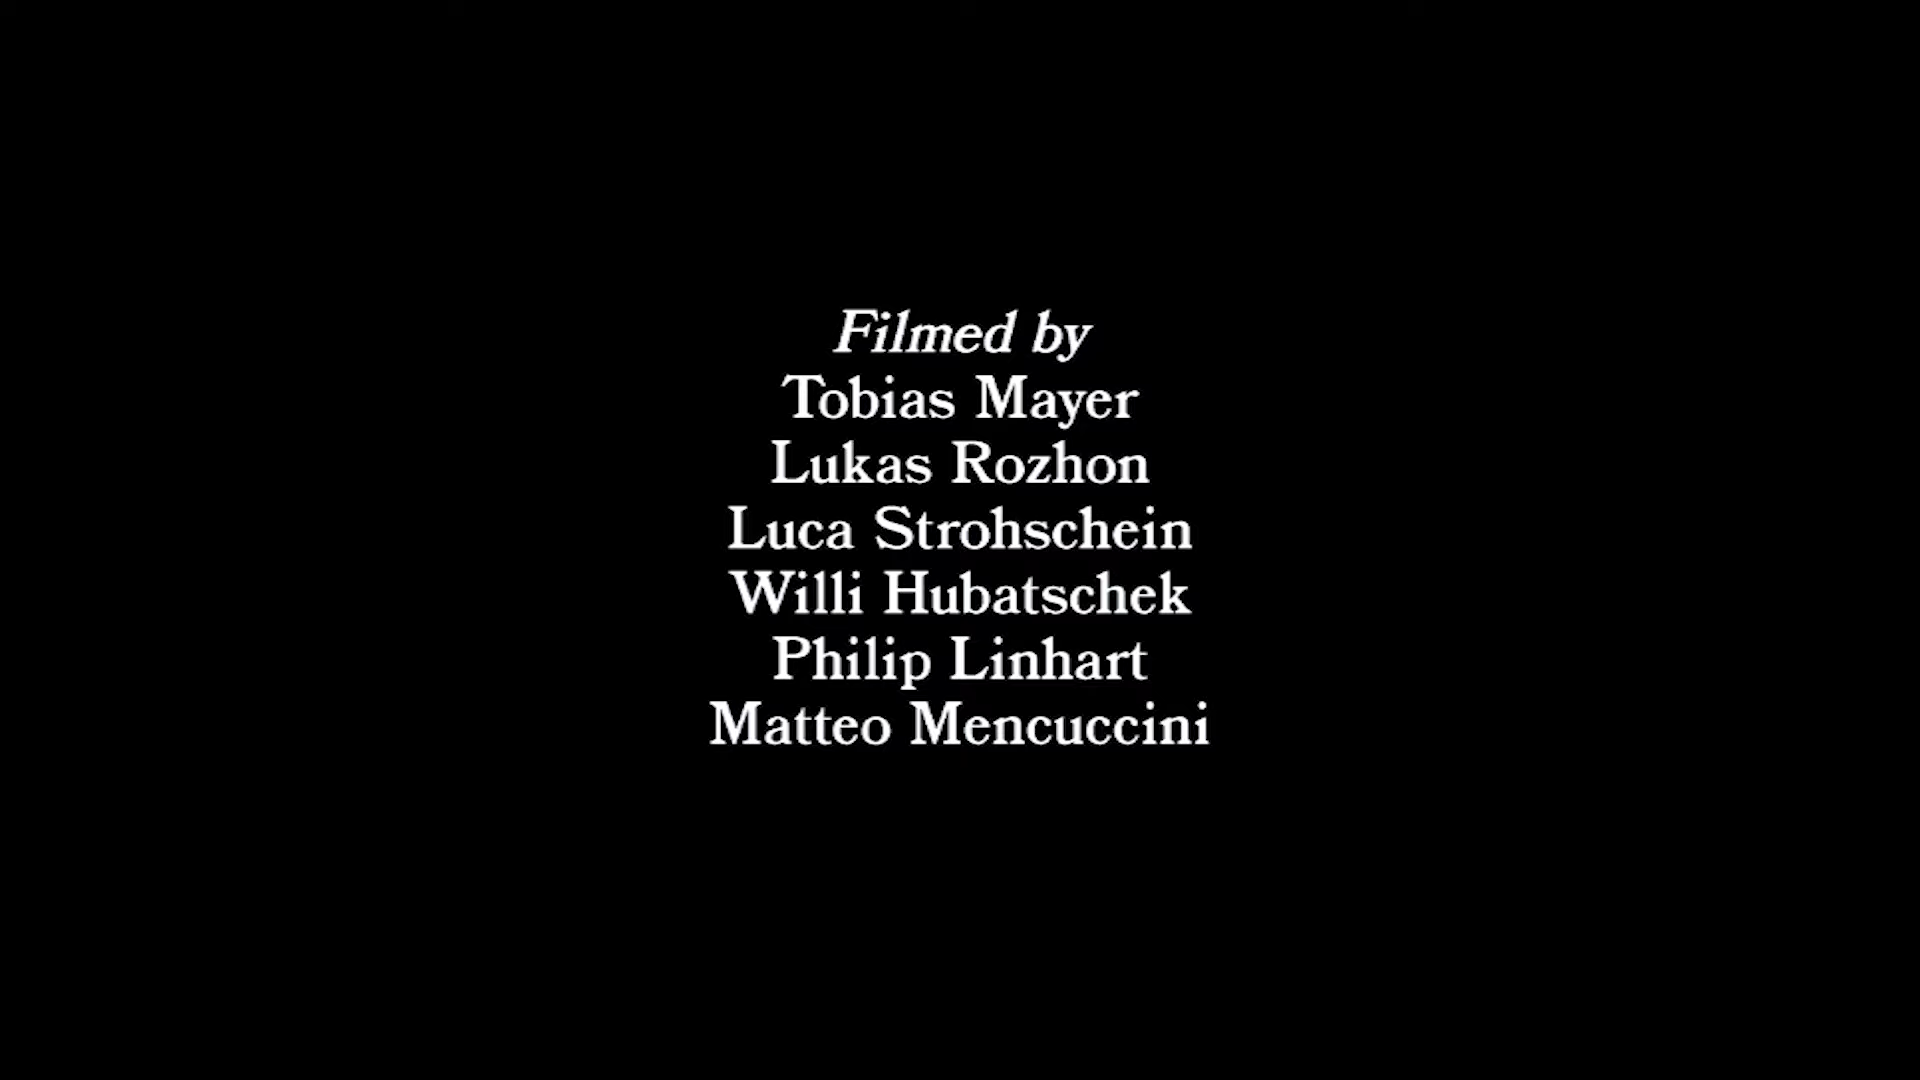 Filmed by
Tobias Mayer
Lukas Rozhon
Luca Strohschein
Willi Hubatschek
Philip Linhart
Matteo Mencuccini